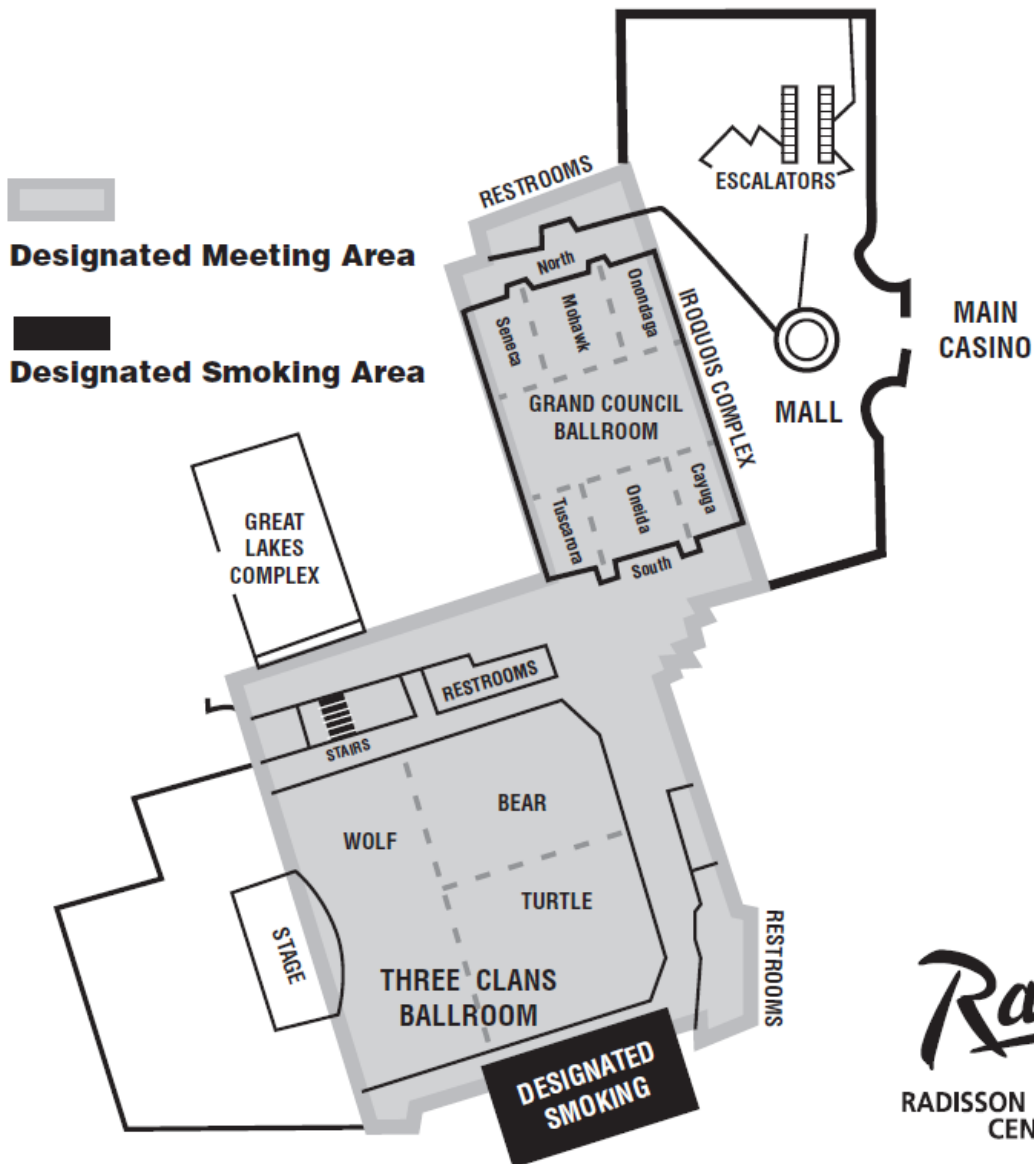 RESTROOMS
ESCALATORS
Designated Meeting Area
Designated Smoking Area
North
Seneca
Mohawk
Onondaga
IROQUOIS COMPLEX
MAIN
CASINO
MALL
GRAND COUNCIL
BALLROOM
Tuscarora
Oneida
Cayuga
South
GREAT
LAKES
COMPLEX
RESTROOMS
STAIRS
WOLF
BEAR
TURTLE
STAGE
THREE CLANS
BALLROOM
RESTROOMS
DESIGNATED
SMOKING
Ra
RADISSON
CEN